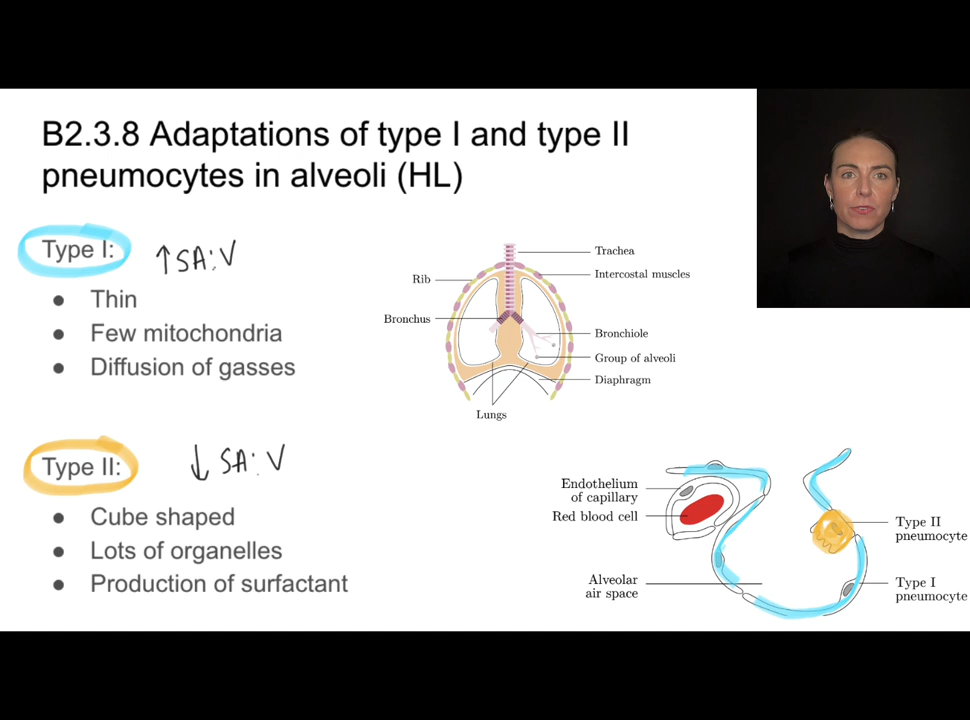 B2.3.8 Adaptations of type I and type II
pneumocytes in alveoli (HL)
Type I:
↑ SA:V
• Thin
• Few mitochondria
• Diffusion of gasses
Type II:
↓ SA:V
• Cube shaped
• Lots of organelles
• Production of surfactant
Trachea
Intercostal muscles
Rib
Bronchus
Bronchiole
Group of alveoli
Diaphragm
Lungs
Endothelium
of capillary
Red blood cell
Alveolar
air space
Type II
pneumocyte
Type I
pneumocyte